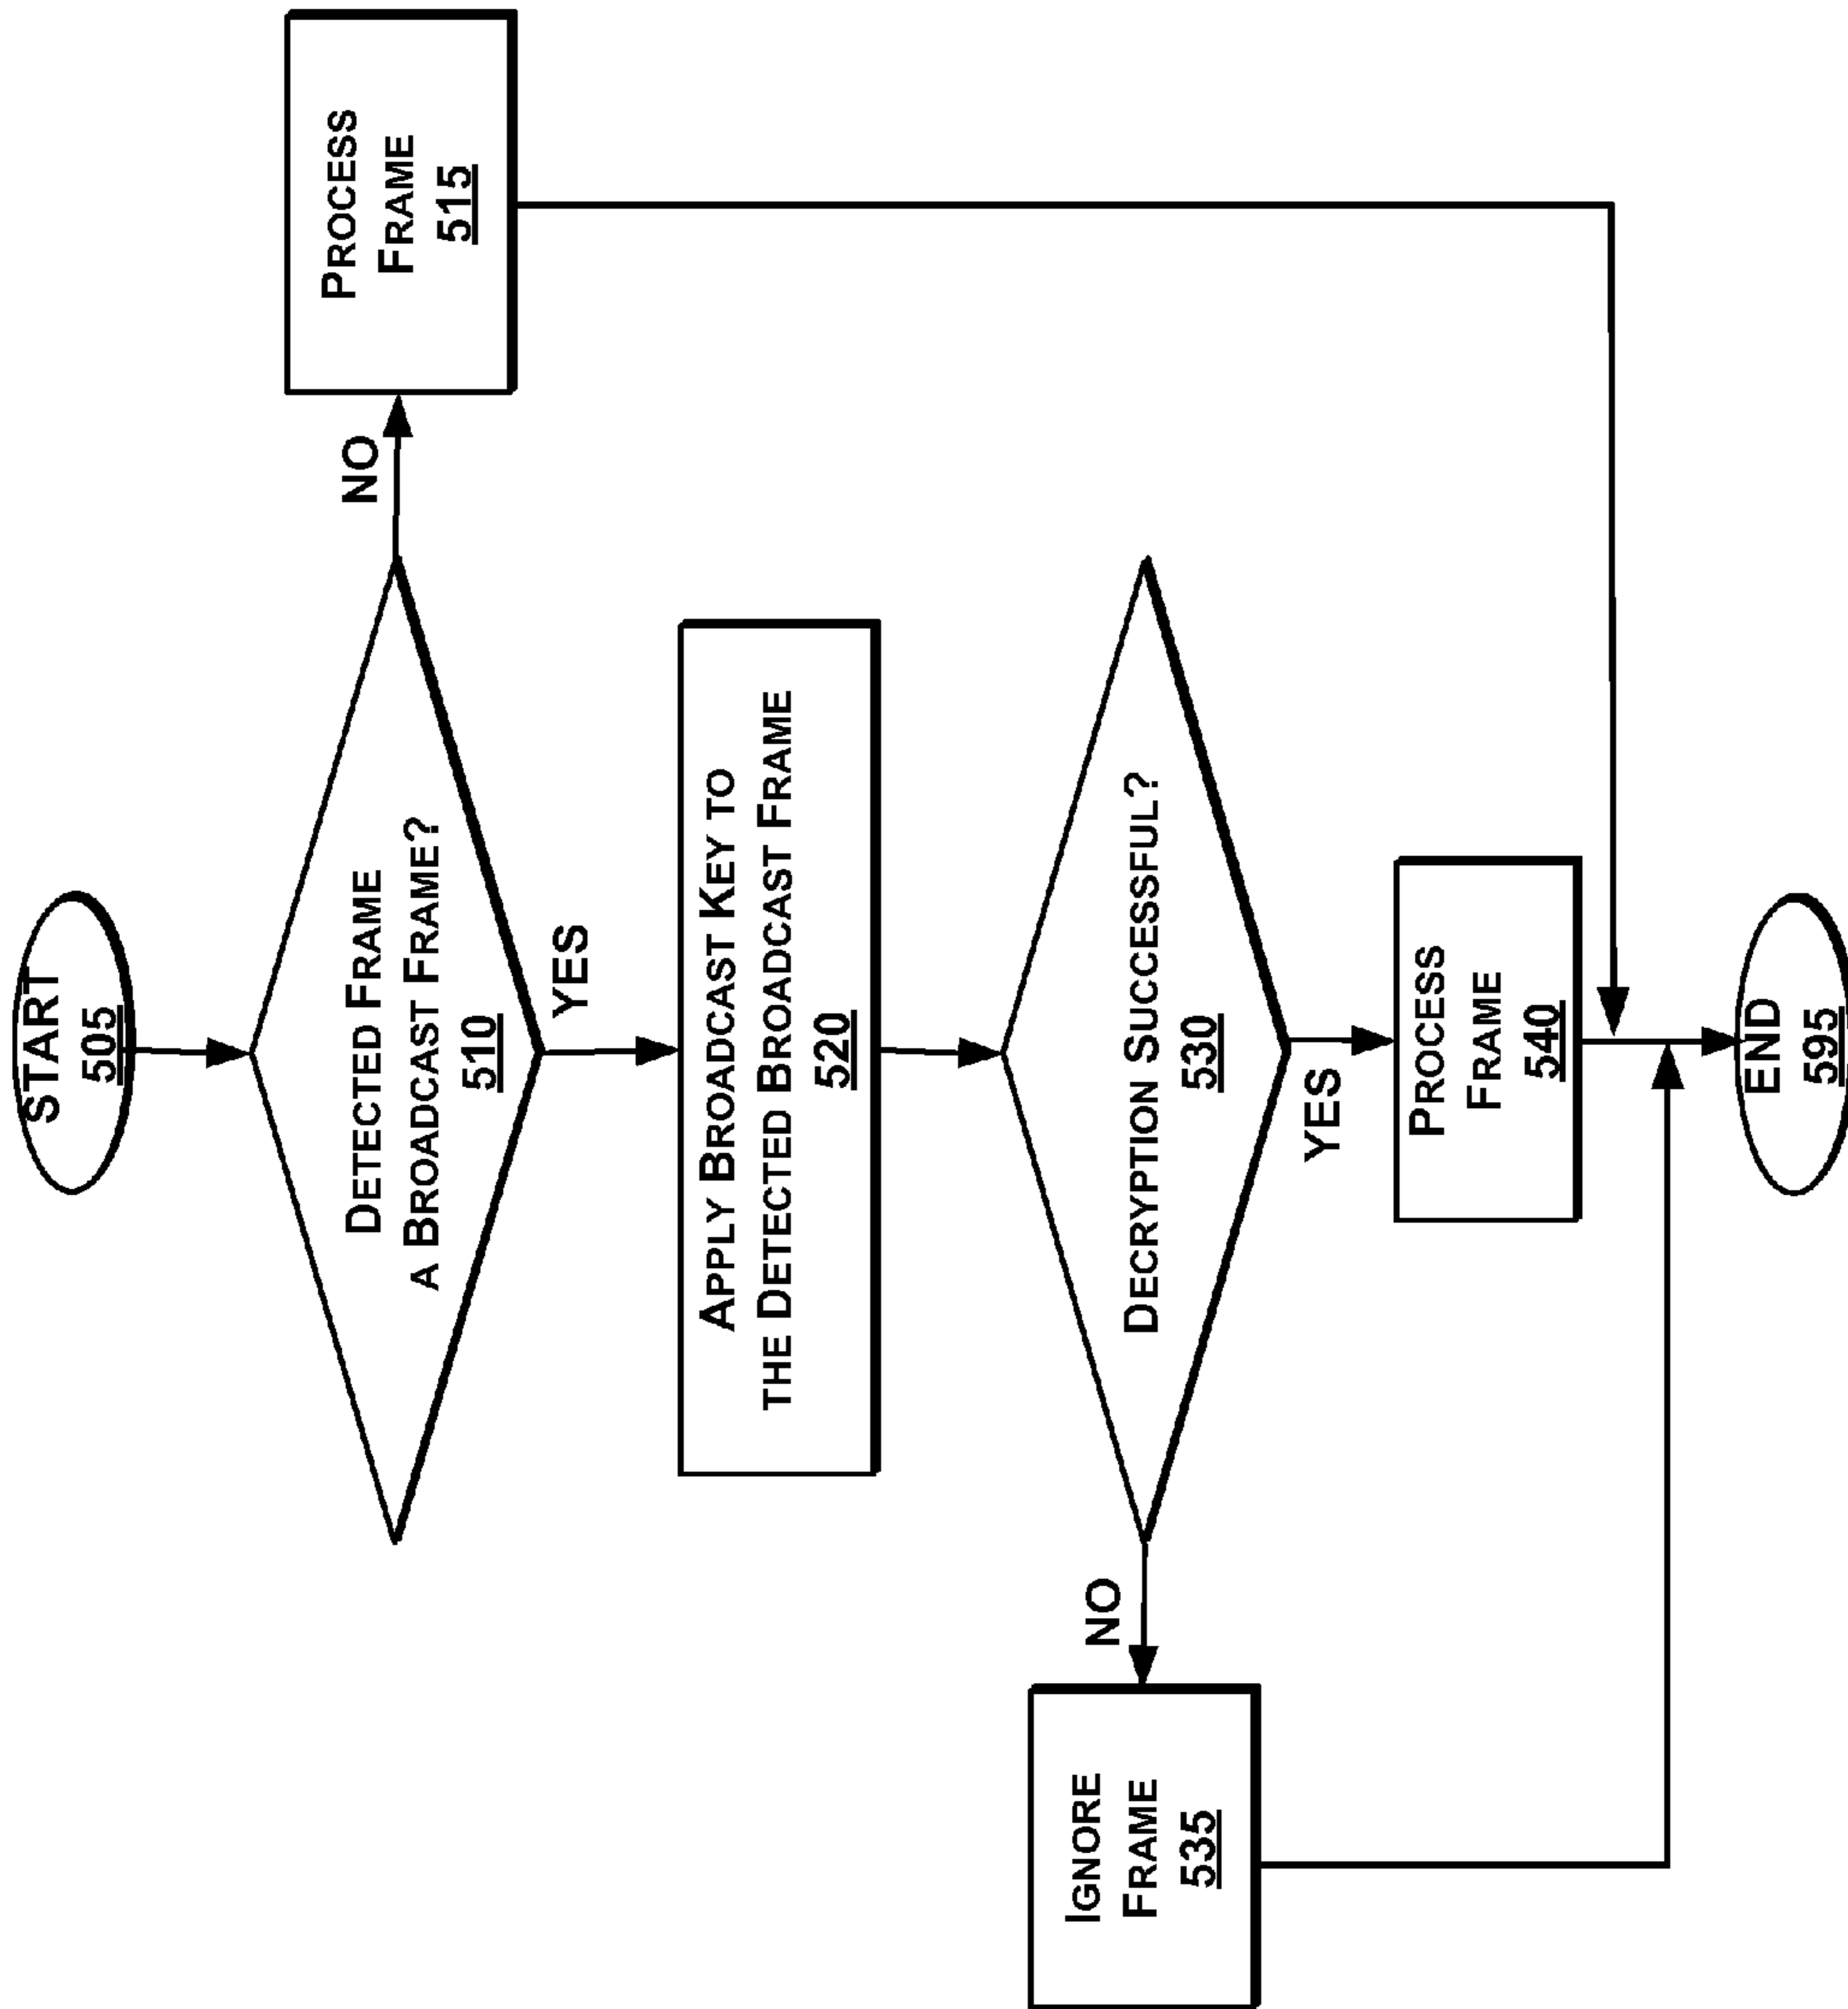 START
505
DETECTED FRAME
A BROADCAST FRAME?
510
NO
PROCESS
FRAME
515
YES
APPLY BROADCAST KEY TO
THE DETECTED BROADCAST FRAME
520
DECRYPTION SUCCESSFUL?
530
NO
IGNORE
FRAME
535
YES
PROCESS
FRAME
540
END
595